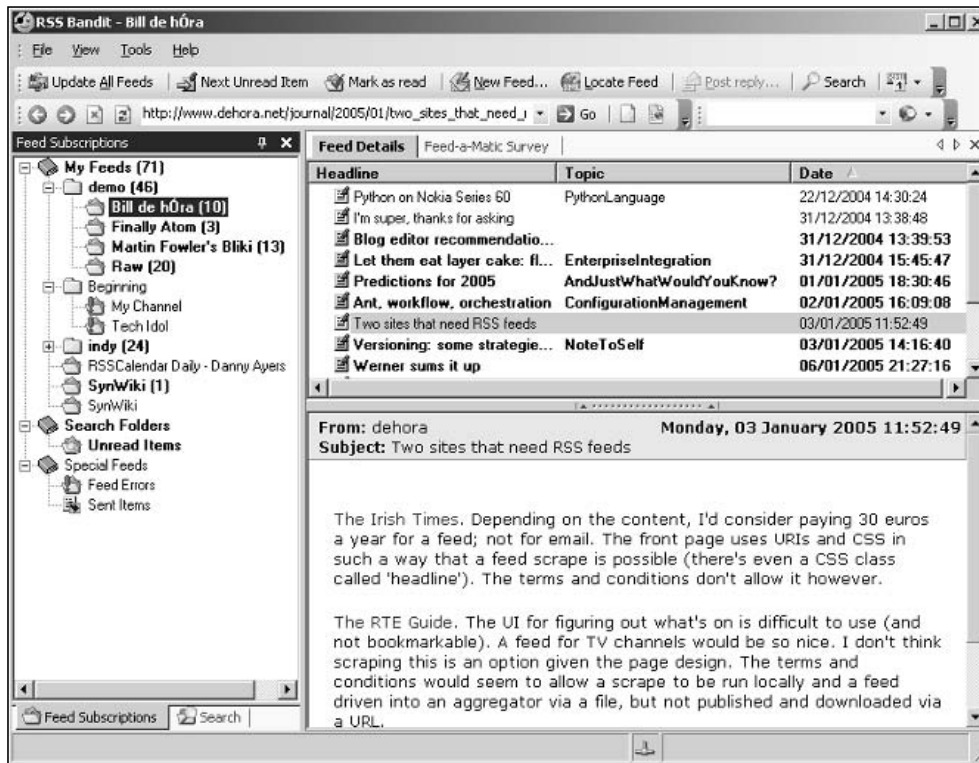 RSS Bandit - Bill de hÓra
File View Tools Help
Update All Feeds Next Unread Item Mark as read New Feed... Locate Feed Post reply... Search
http://www.dehora.net/journal/2005/01/two_sites_that_need_r Go
Feed Subscriptions
My Feeds (71)
demo (46)
Bill de hÓra (10)
Finally Atom (3)
Martin Fowler's Bliki (13)
Raw (20)
Beginning
My Channel
Tech Idol
indy (24)
RSSCalendar Daily - Danny Ayers
SynWiki (1)
SynWiki
Search Folders
Unread Items
Special Feeds
Feed Errors
Sent Items
Feed Subscriptions Search
Feed Details Feed-a-Matic Survey
Headline Topic Date
Python on Nokia Series 60 PythonLanguage 22/12/2004 14:30:24
I'm super, thanks for asking 31/12/2004 13:38:48
Blog editor recommendatio... 31/12/2004 13:39:53
Let them eat layer cake: fl... EnterpriseIntegration 31/12/2004 15:45:47
Predictions for 2005 AndJustWhatWouldYouKnow? 01/01/2005 18:30:46
Ant, workflow, orchestration ConfigurationManagement 02/01/2005 16:09:08
Two sites that need RSS feeds 03/01/2005 11:52:49
Versioning: some strategie... NoteToSelf 03/01/2005 14:16:40
Werner sums it up 06/01/2005 21:27:16
From: dehora Monday, 03 January 2005 11:52:49
Subject: Two sites that need RSS feeds
The Irish Times. Depending on the content, I'd consider paying 30 euros
a year for a feed; not for email. The front page uses URIs and CSS in
such a way that a feed scrape is possible (there's even a CSS class
called 'headline'). The terms and conditions don't allow it however.
The RTE Guide. The UI for figuring out what's on is difficult to use (and
not bookmarkable). A feed for TV channels would be so nice. I don't think
scraping this is an option given the page design. The terms and
conditions would seem to allow a scrape to be run locally and a feed
driven into an aggregator via a file, but not published and downloaded via
a URL.